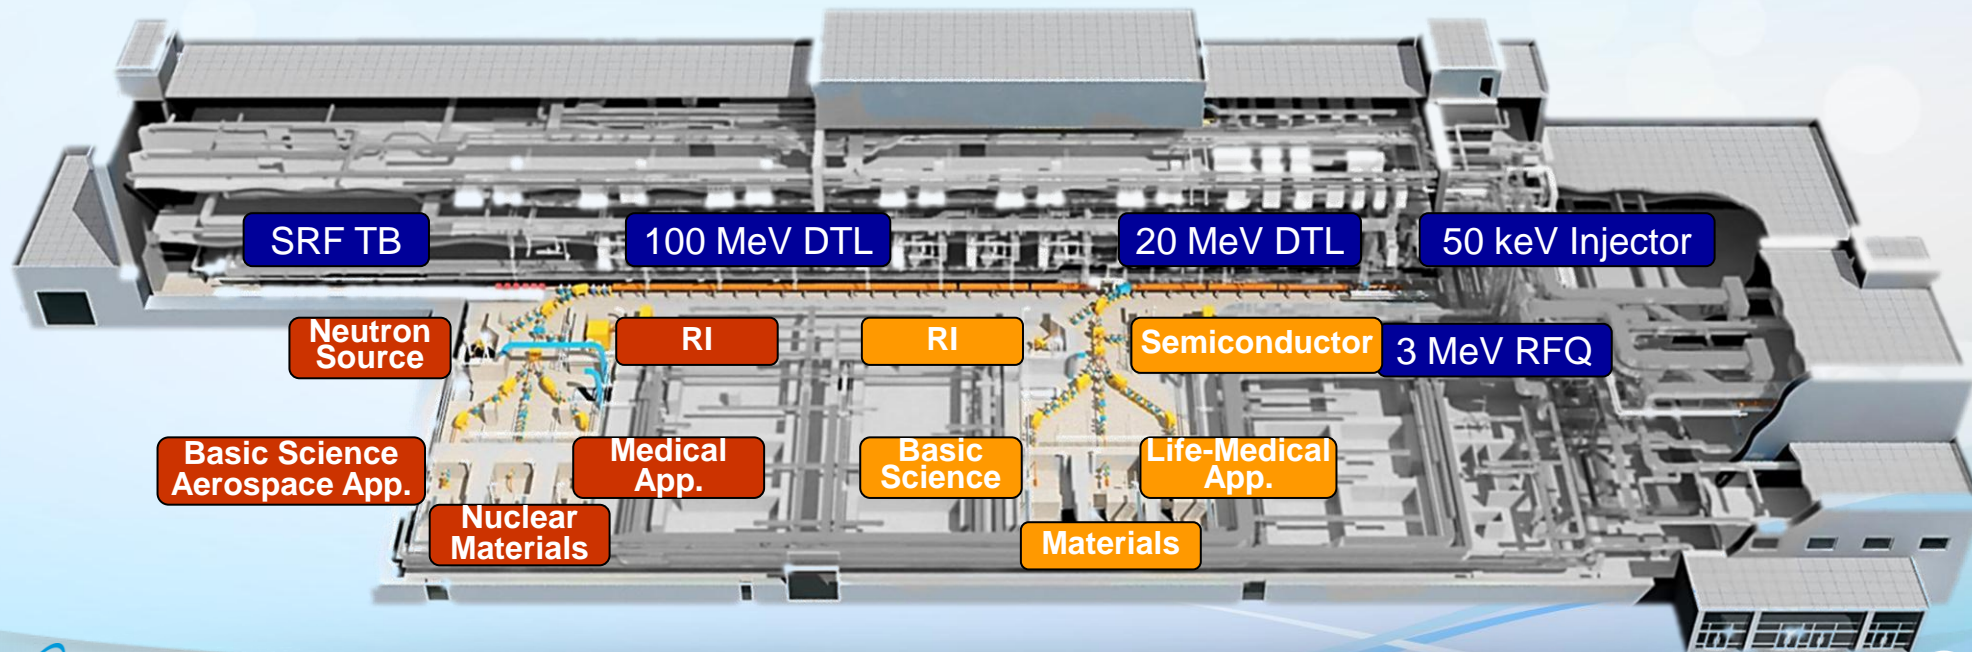 SRF TB
100 MeV DTL
20 MeV DTL
50 keV Injector
Neutron
Source
RI
RI
Semiconductor
3 MeV RFQ
Basic Science
Aerospace App.
Medical
App.
Basic
Science
Life-Medical
App.
Nuclear
Materials
Materials